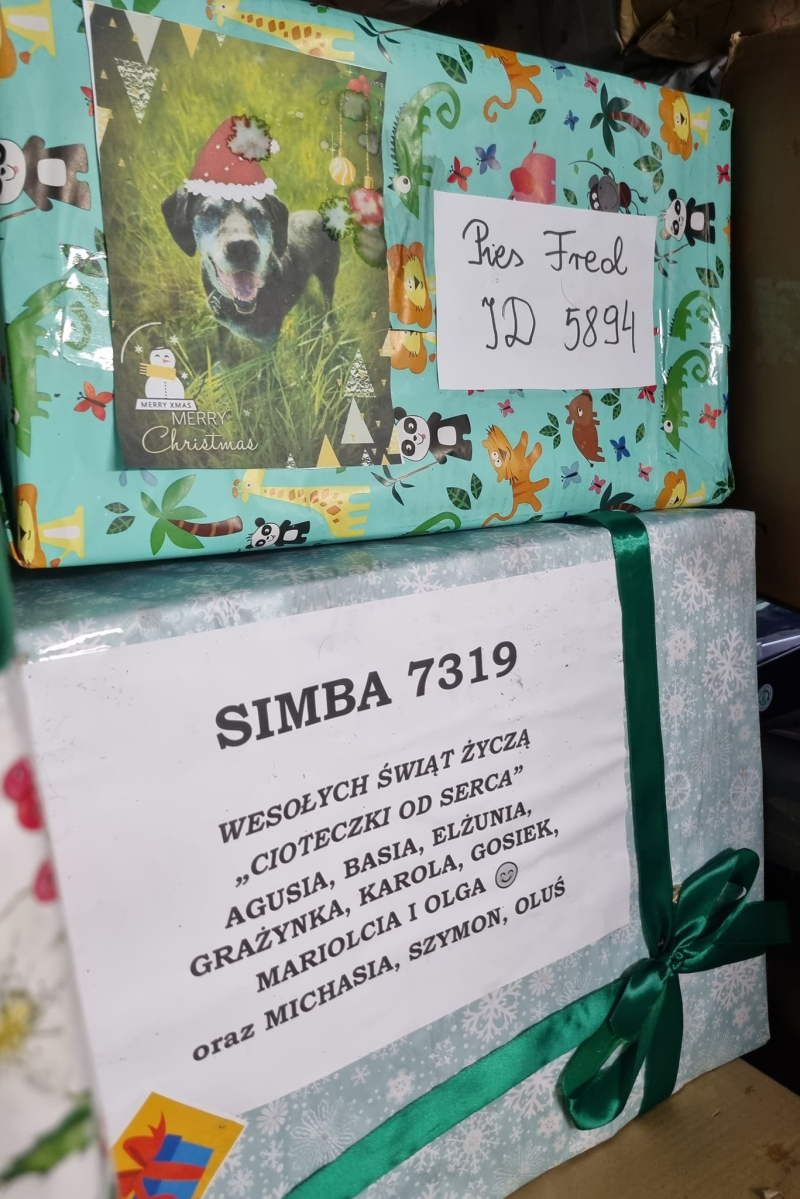 Pies Fred
ID 5894
MERRY XMAS
MERRY
Christmas
SIMBA 7319
WESOŁYCH ŚWIĄT ŻYCZĄ
„CIOTECZKI OD SERCA”
AGUSIA, BASIA, ELŻUNIA,
GRAŻYNKA, KAROLA, GOSIEK,
MARIOLCIA I OLGA
oraz MICHASIA, SZYMON, OLUŚ